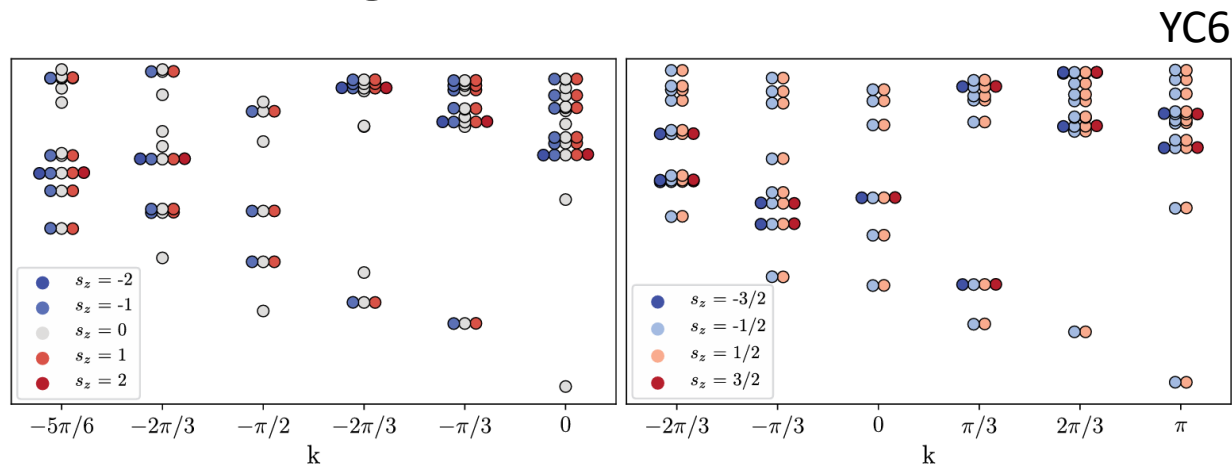 YC6
s_z = -2
s_z = -1
s_z = 0
s_z = 1
s_z = 2
−5π/6 −2π/3 −π/2 −2π/3 −π/3 0
k
s_z = -3/2
s_z = -1/2
s_z = 1/2
s_z = 3/2
−2π/3 −π/3 0 π/3 2π/3 π
k